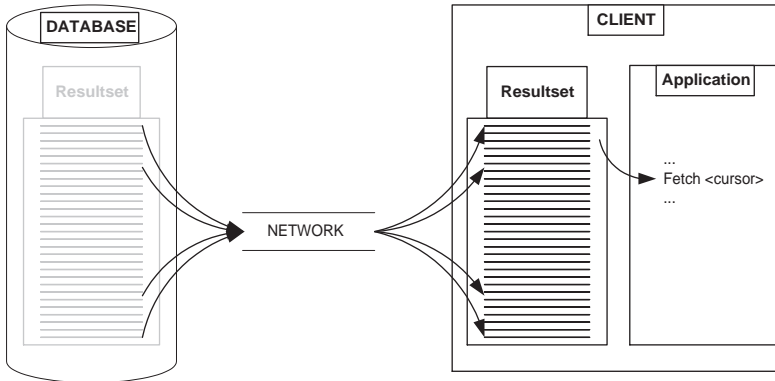 DATABASE
CLIENT
Resultset
Resultset
Application
...
Fetch <cursor>
...
NETWORK